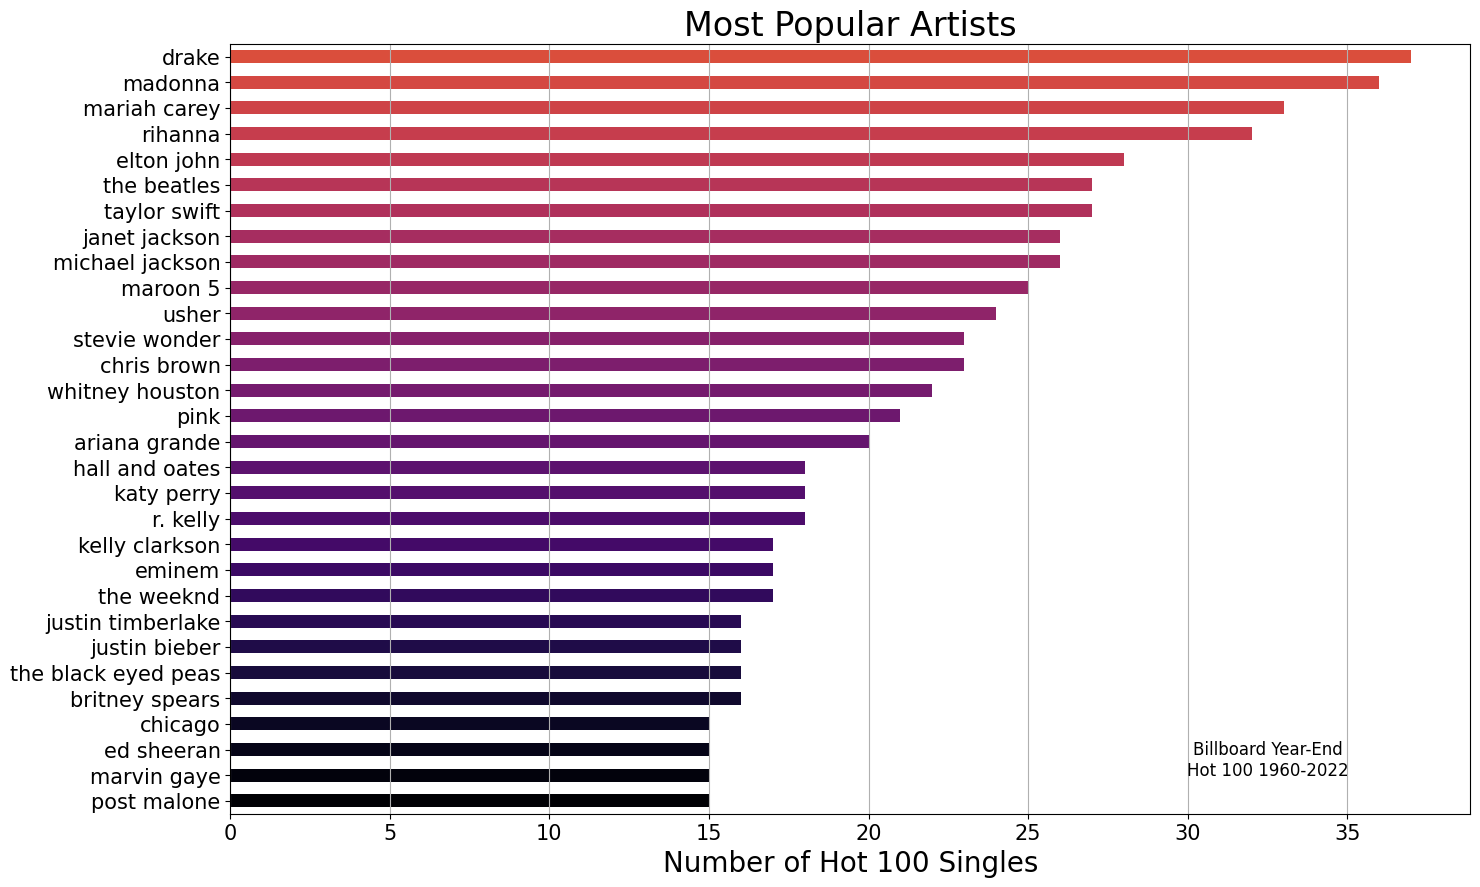 Most Popular Artists
drake
madonna
mariah carey
rihanna
elton john
the beatles
taylor swift
janet jackson
michael jackson
maroon 5
usher
stevie wonder
chris brown
whitney houston
pink
ariana grande
hall and oates
katy perry
r. kelly
kelly clarkson
eminem
the weeknd
justin timberlake
justin bieber
the black eyed peas
britney spears
chicago
ed sheeran
marvin gaye
post malone
Billboard Year-End
Hot 100 1960-2022
0 5 10 15 20 25 30 35
Number of Hot 100 Singles